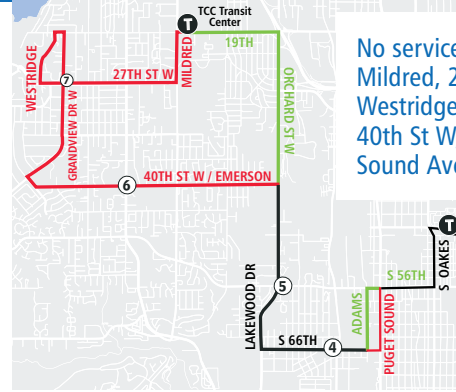 TCC Transit
Center
T
19TH
MILDRED
27TH ST W
WESTRIDGE
7
GRANDVIEW DR W
ORCHARD ST W
40TH ST W / EMERSON
6
No service
Mildred, 2
Westridge
40th St W
Sound Ave
T
S OAKES
S 56TH
LAKEWOOD DR
5
ADAMS
PUGET SOUND
S 66TH
4